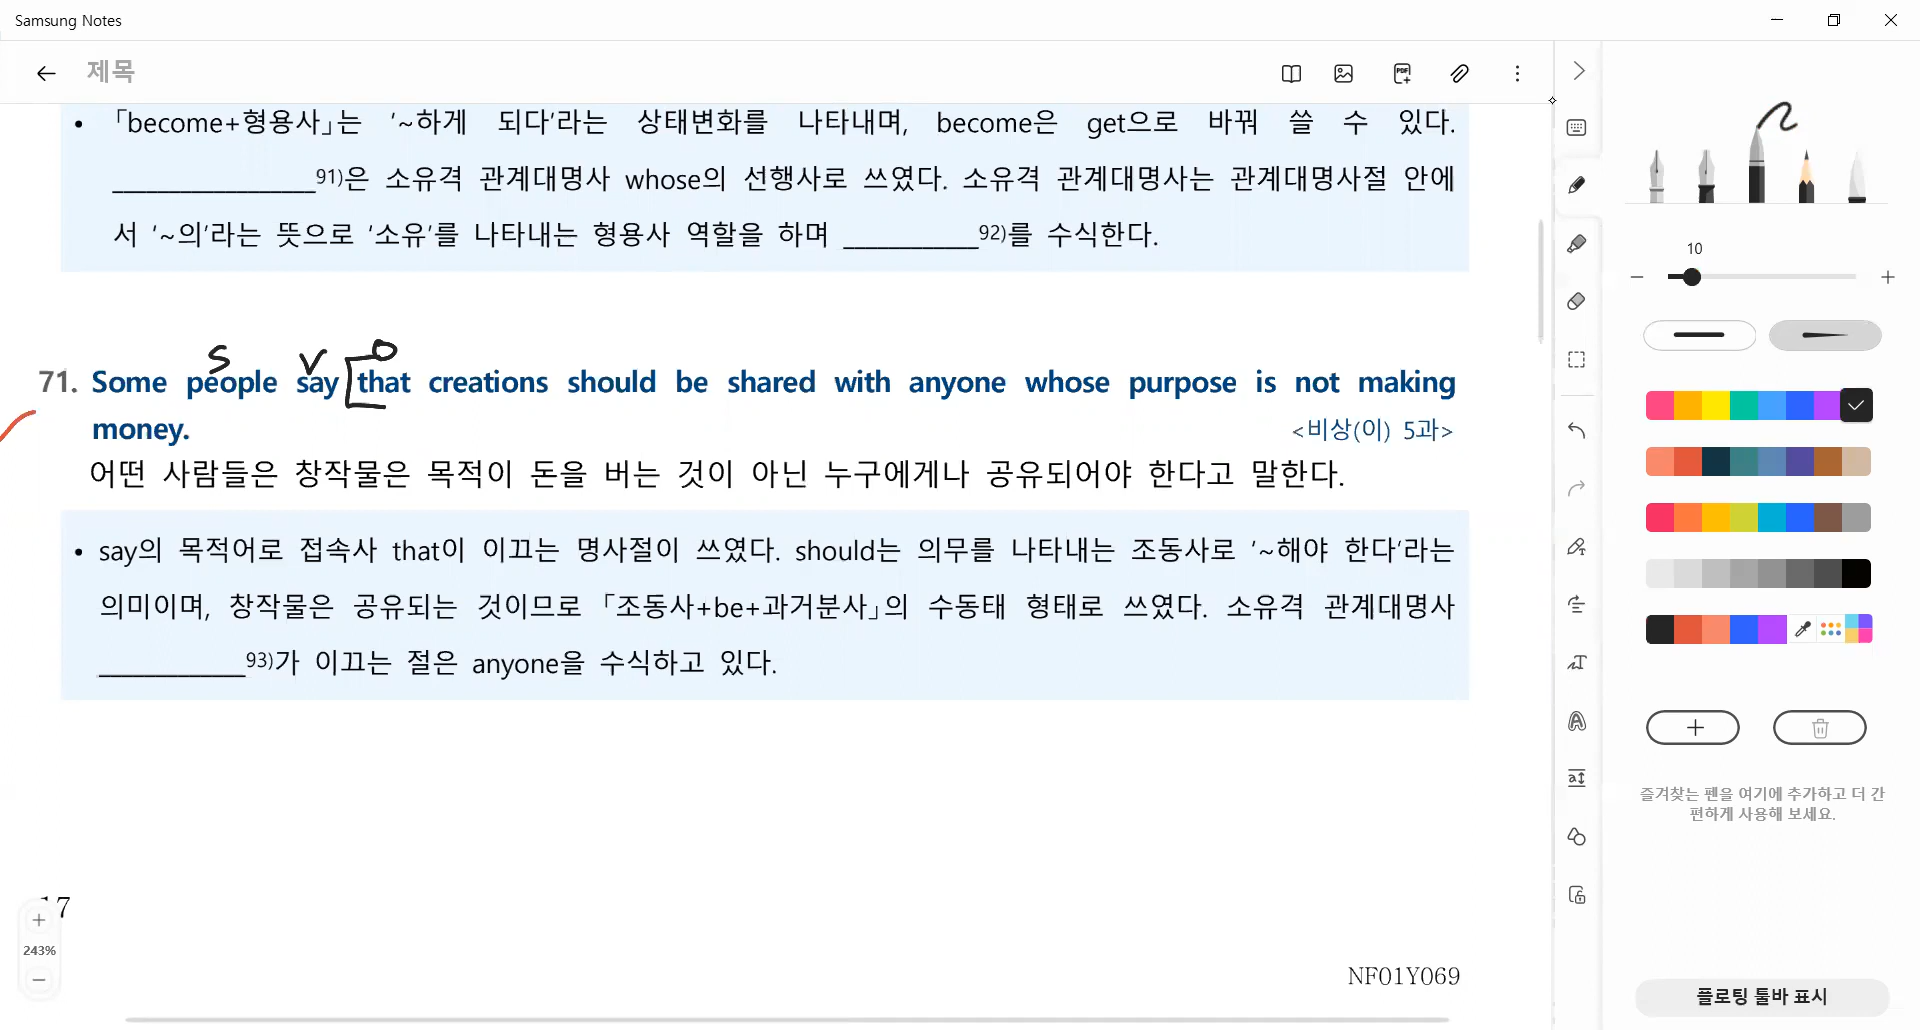 Samsung Notes
제목
• 「become+형용사」는 '~하게 되다'라는 상태변화를 나타내며, become은 get으로 바꿔 쓸 수 있다.
__________________91)은 소유격 관계대명사 whose의 선행사로 쓰였다. 소유격 관계대명사는 관계대명사절 안에
서 '~의'라는 뜻으로 '소유'를 나타내는 형용사 역할을 하며 ____________92)를 수식한다.
S V O
71. Some people say [that creations should be shared with anyone whose purpose is not making
money. <비상(이) 5과>
어떤 사람들은 창작물은 목적이 돈을 버는 것이 아닌 누구에게나 공유되어야 한다고 말한다.
• say의 목적어로 접속사 that이 이끄는 명사절이 쓰였다. should는 의무를 나타내는 조동사로 '~해야 한다'라는
의미이며, 창작물은 공유되는 것이므로 「조동사+be+과거분사」의 수동태 형태로 쓰였다. 소유격 관계대명사
_____________93)가 이끄는 절은 anyone을 수식하고 있다.
17
243%
NF01Y069
10
즐겨찾는 펜을 여기에 추가하고 더 간
편하게 사용해 보세요.
플로팅 툴바 표시